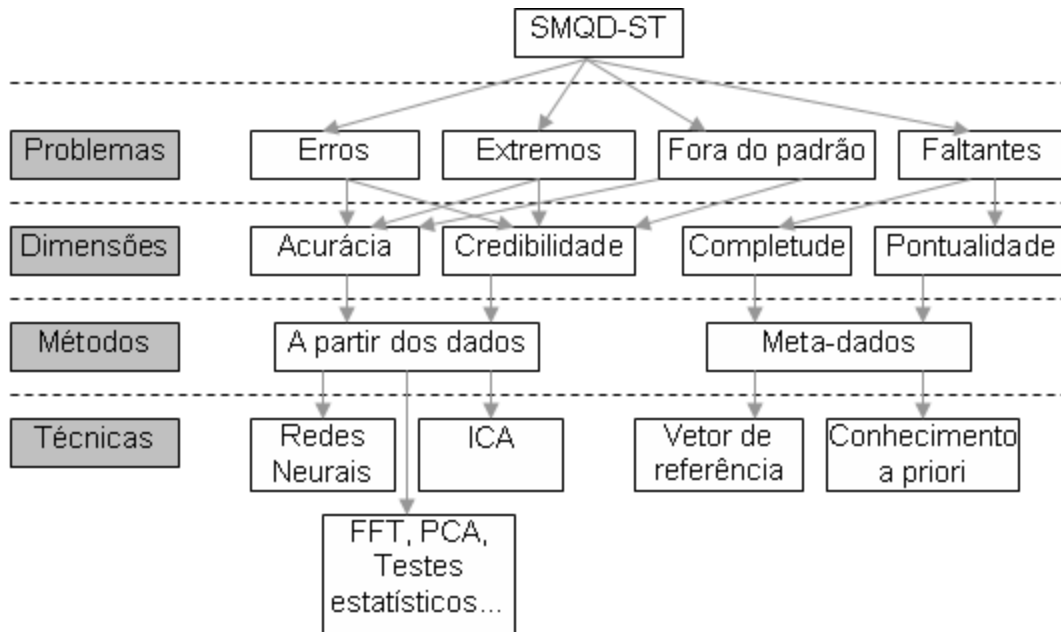 SMQD-ST
Problemas
Erros
Extremos
Fora do padrão
Faltantes
Dimensões
Acurácia
Credibilidade
Completude
Pontualidade
Métodos
A partir dos dados
Meta-dados
Técnicas
Redes
Neurais
ICA
Vetor de
referência
Conhecimento
a priori
FFT, PCA,
Testes
estatísticos...